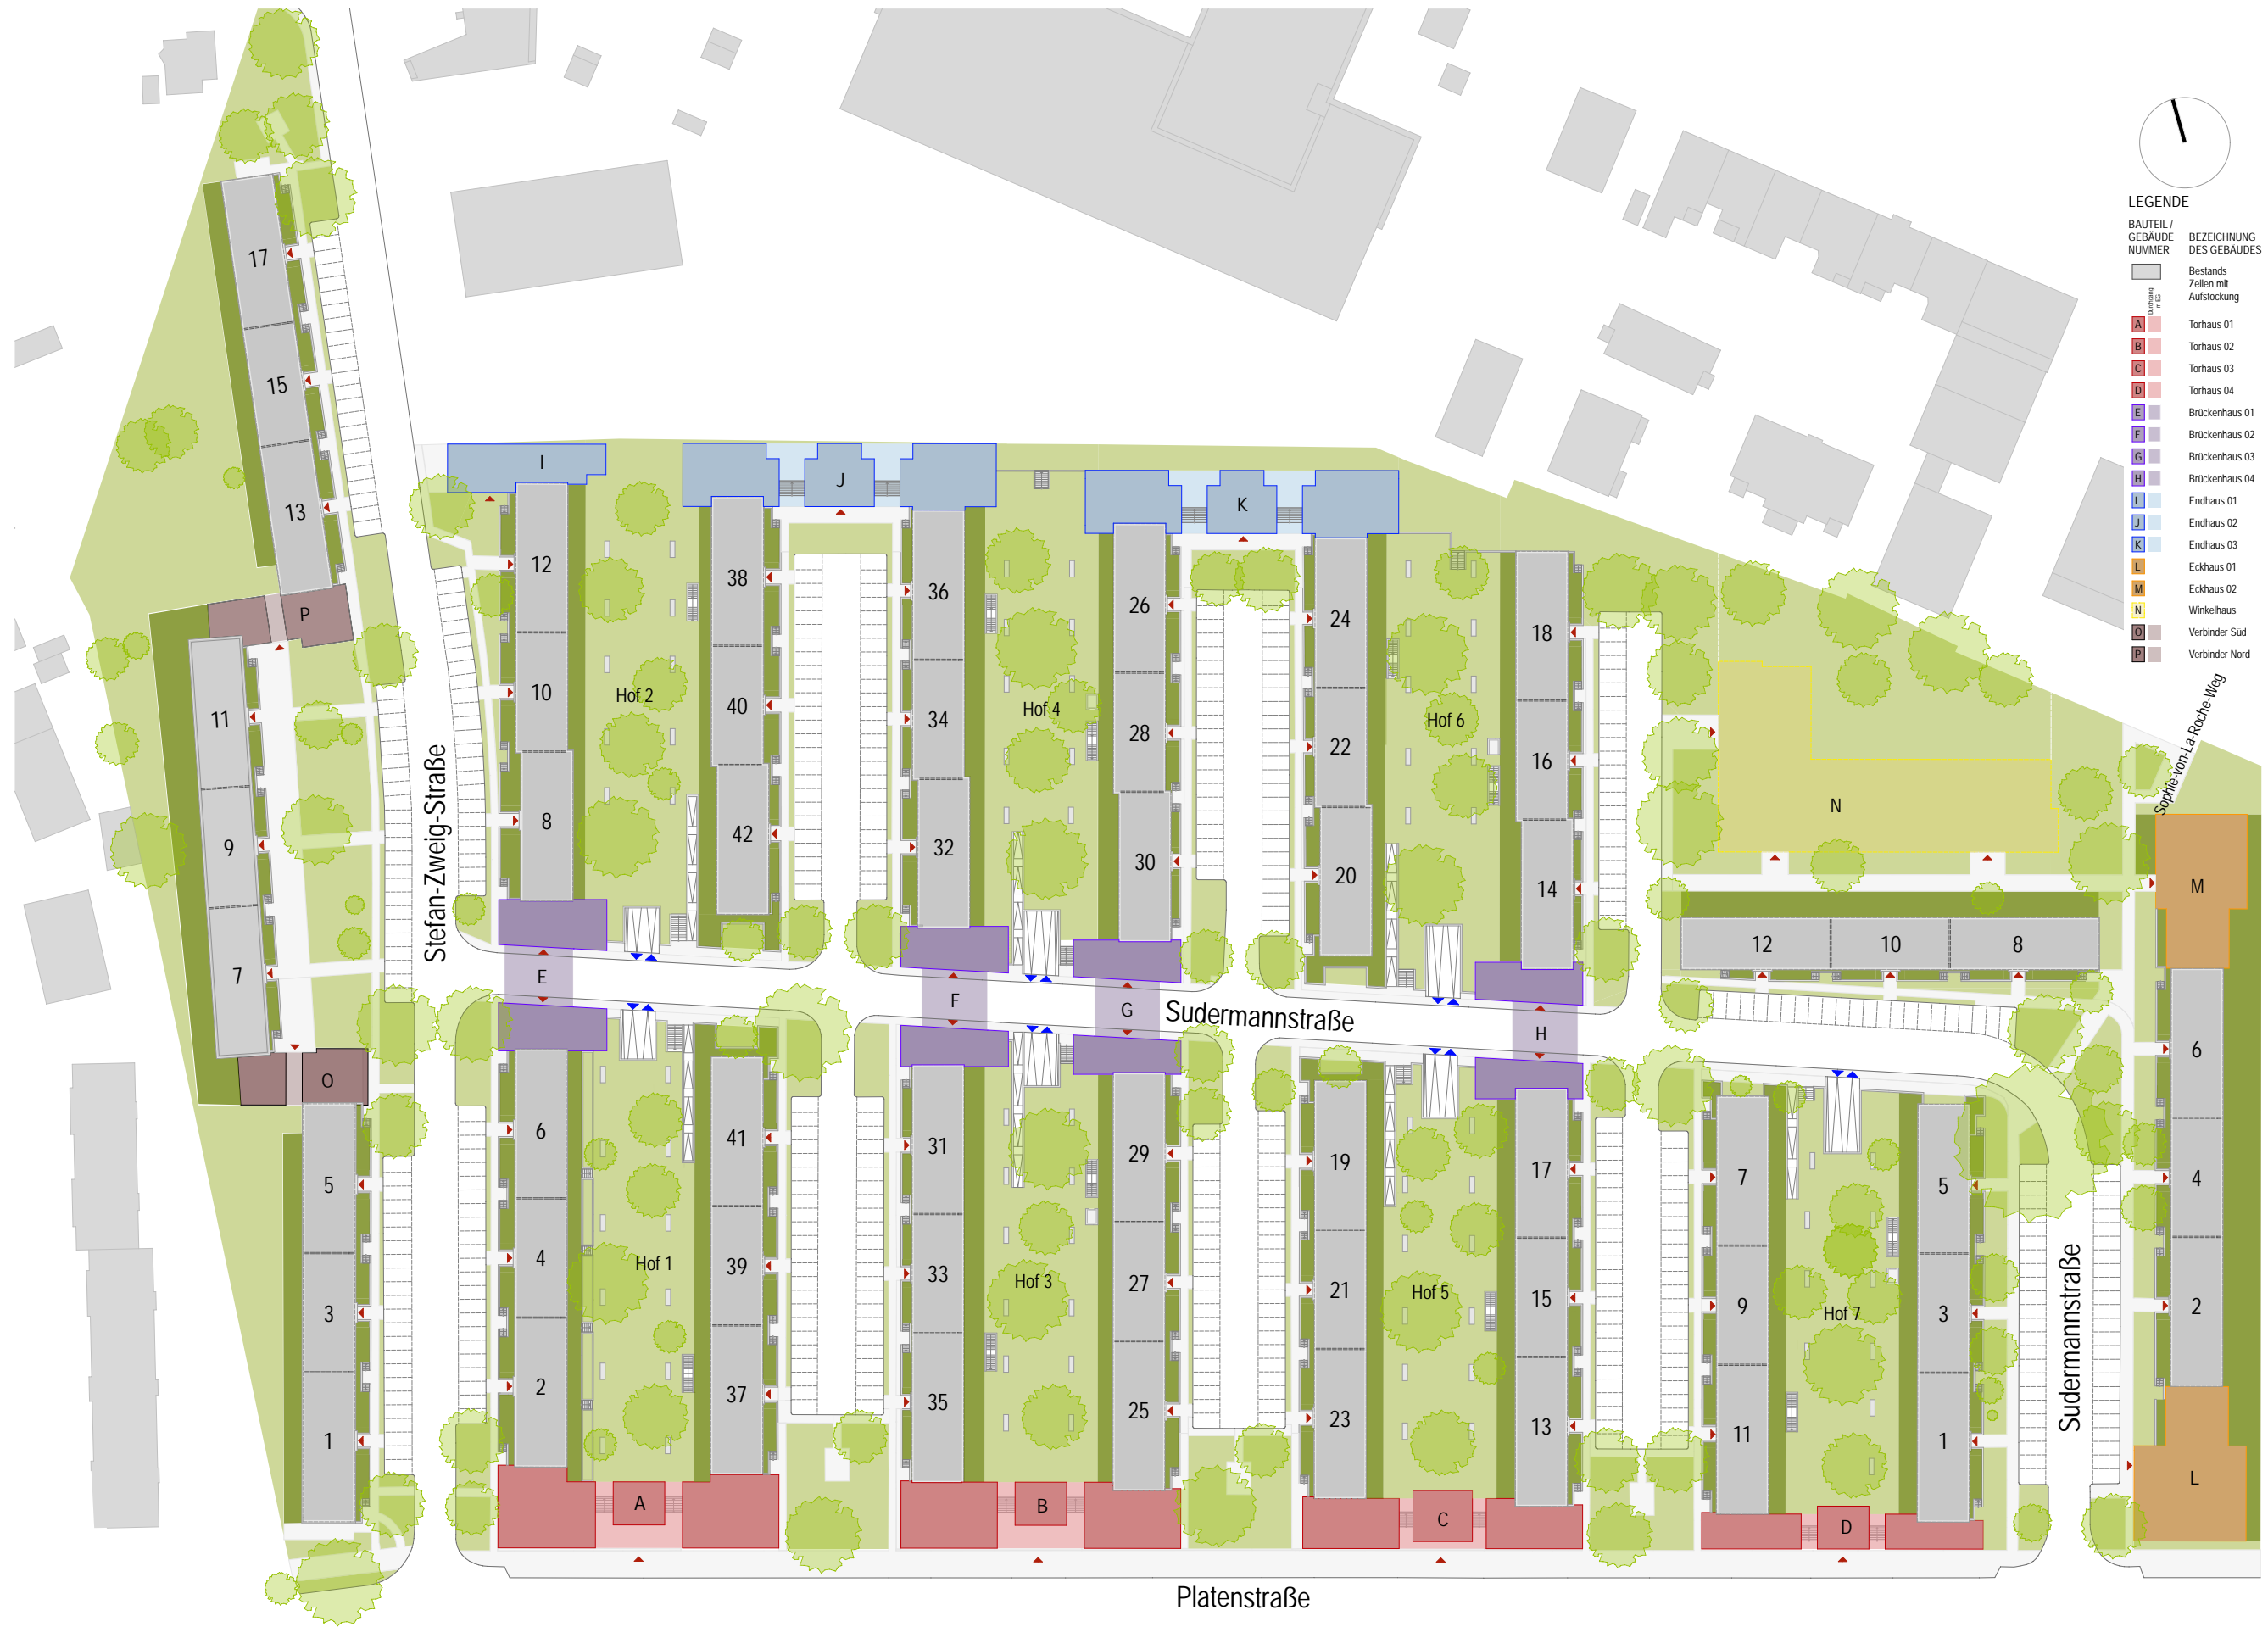 LEGENDE
BAUTEIL /
GEBÄUDE
NUMMER
BEZEICHNUNG
DES GEBÄUDES
Bestands
Zeilen mit
Aufstockung
Durchgang
im EG
A Torhaus 01
B Torhaus 02
C Torhaus 03
D Torhaus 04
E Brückenhaus 01
F Brückenhaus 02
G Brückenhaus 03
H Brückenhaus 04
I Endhaus 01
J Endhaus 02
K Endhaus 03
L Eckhaus 01
M Eckhaus 02
N Winkelhaus
O Verbinder Süd
P Verbinder Nord
17
15
13
P
11
9
7
O
5
3
1
Stefan-Zweig-Straße
I
12
10
8
E
6
4
2
Hof 2
Hof 1
A
J
38
40
42
41
39
37
36
34
32
F
31
33
35
Hof 4
Hof 3
B
K
26
28
30
G
29
27
25
Sudermannstraße
24
22
20
19
21
23
Hof 6
Hof 5
C
18
16
14
H
17
15
13
N
12
10
8
7
9
11
Hof 7
D
5
3
1
Sudermannstraße
Sophie-von-La-Roche-Weg
M
6
4
2
L
Platenstraße